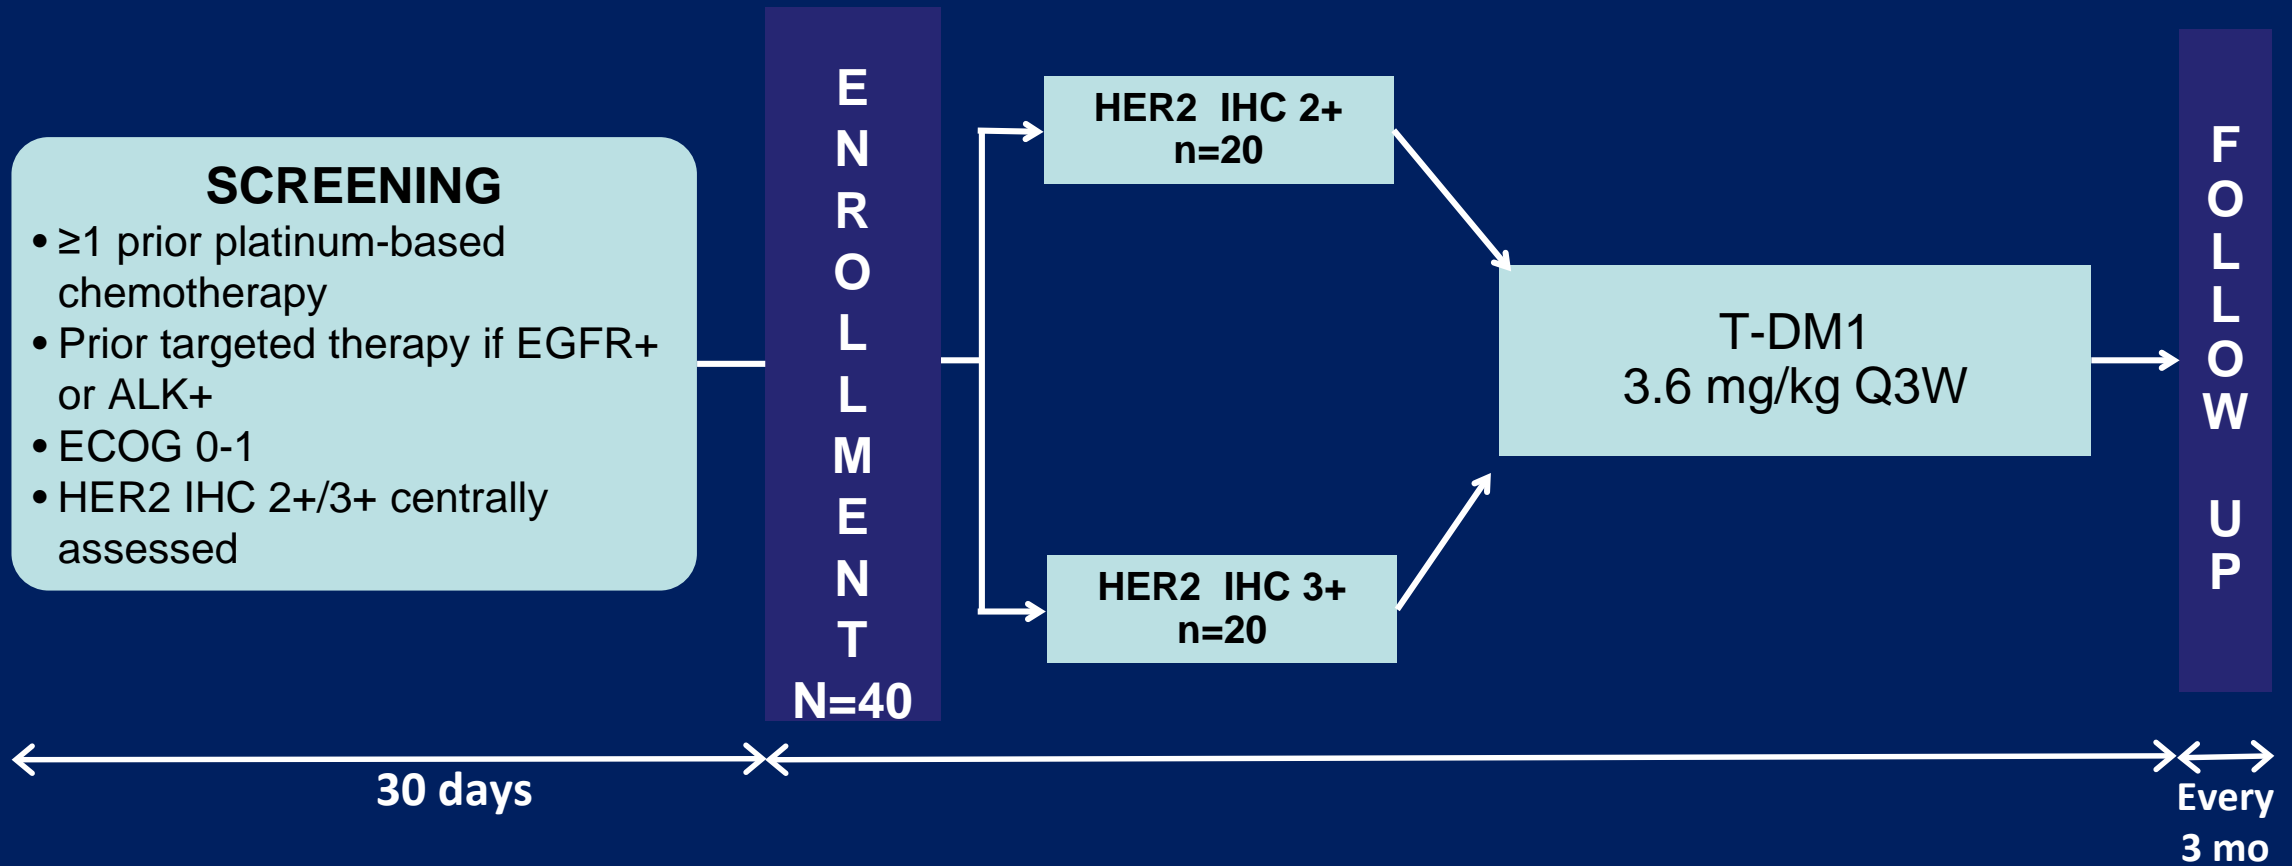 SCREENING
• ≥1 prior platinum-based
chemotherapy
• Prior targeted therapy if EGFR+
or ALK+
• ECOG 0-1
• HER2 IHC 2+/3+ centrally
assessed
E
N
R
O
L
L
M
E
N
T
N=40
HER2 IHC 2+
n=20
HER2 IHC 3+
n=20
T-DM1
3.6 mg/kg Q3W
F
O
L
L
O
W
U
P
30 days
Every
3 mo